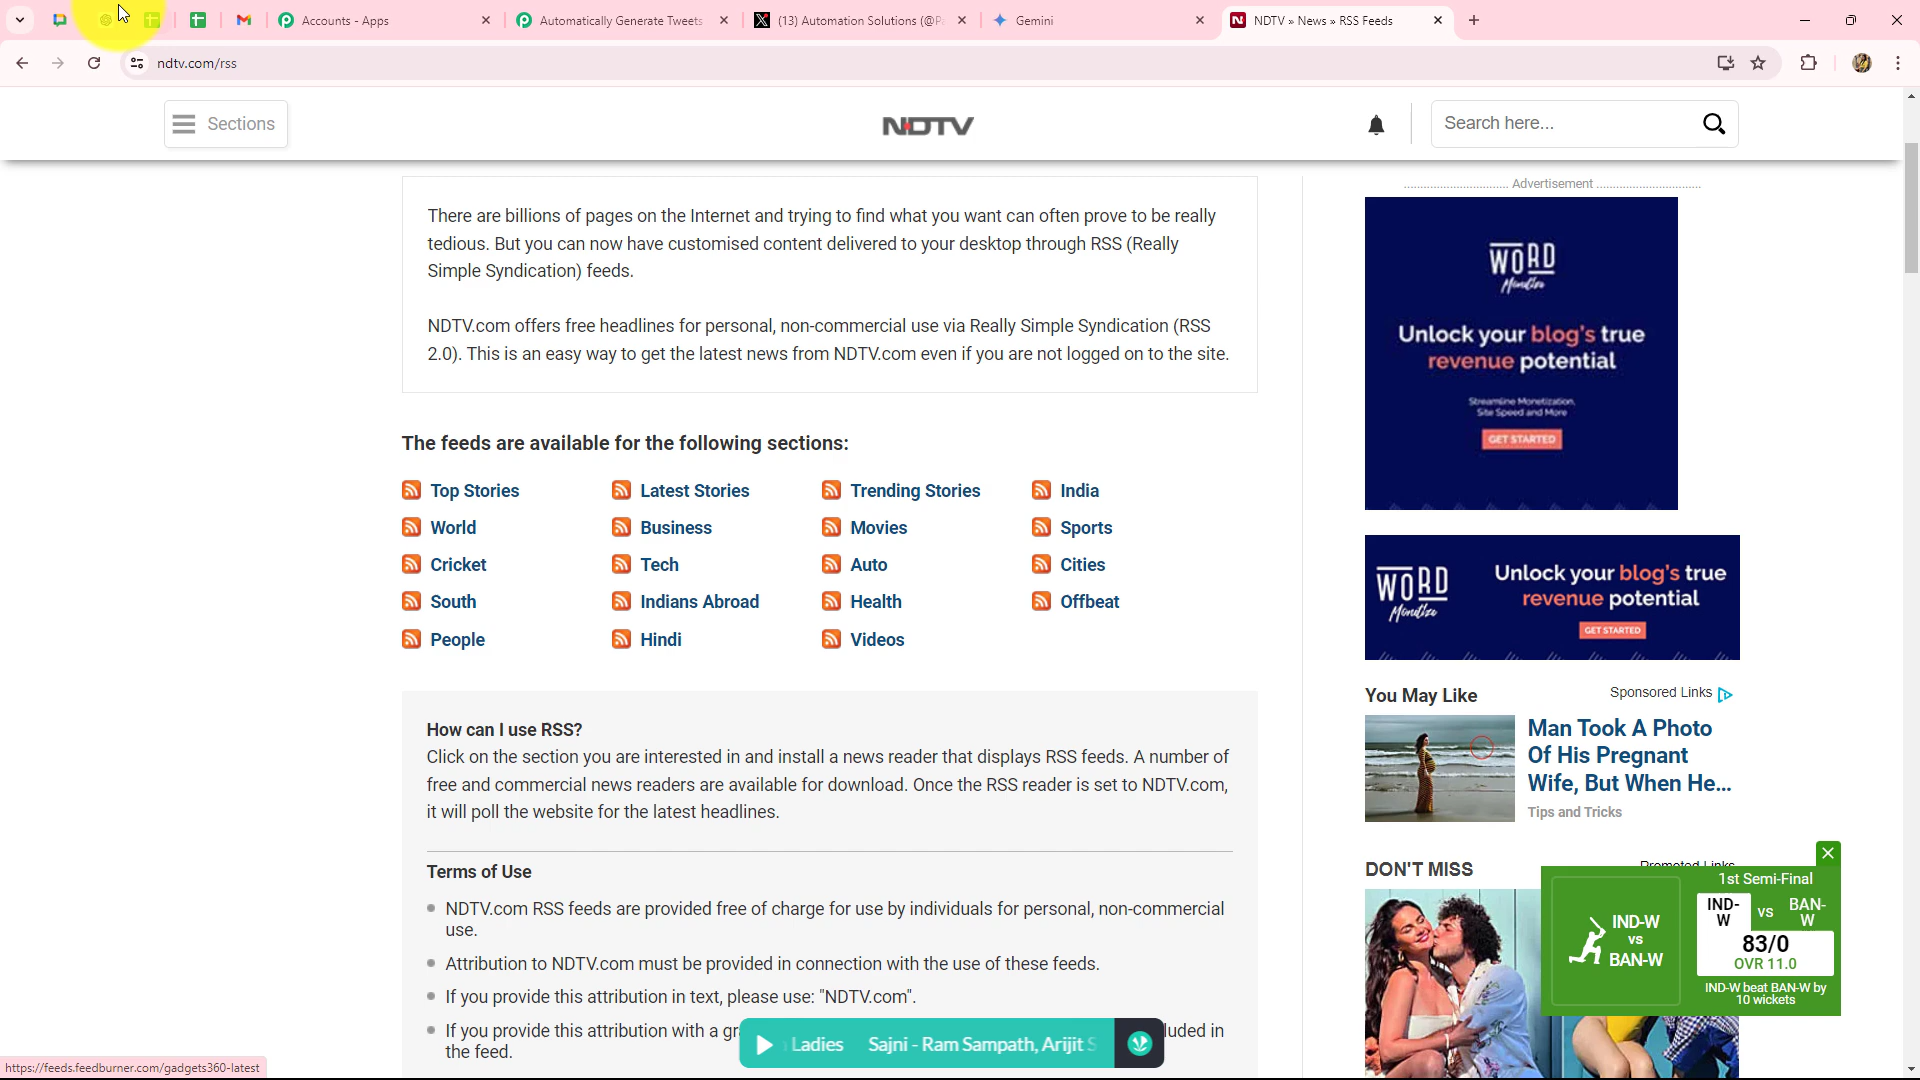 Accounts - Apps
Automatically Generate Tweets
(13) Automation Solutions (@P
Gemini
NDTV » News » RSS Feeds
ndtv.com/rss
Sections
NDTV
Search here...
There are billions of pages on the Internet and trying to find what you want can often prove to be really
tedious. But you can now have customised content delivered to your desktop through RSS (Really
Simple Syndication) feeds.
NDTV.com offers free headlines for personal, non-commercial use via Really Simple Syndication (RSS
2.0). This is an easy way to get the latest news from NDTV.com even if you are not logged on to the site.
The feeds are available for the following sections:
Top Stories Latest Stories Trending Stories India
World Business Movies Sports
Cricket Tech Auto Cities
South Indians Abroad Health Offbeat
People Hindi Videos
How can I use RSS?
Click on the section you are interested in and install a news reader that displays RSS feeds. A number of
free and commercial news readers are available for download. Once the RSS reader is set to NDTV.com,
it will poll the website for the latest headlines.
Terms of Use
NDTV.com RSS feeds are provided free of charge for use by individuals for personal, non-commercial
use.
Attribution to NDTV.com must be provided in connection with the use of these feeds.
If you provide this attribution in text, please use: "NDTV.com".
If you provide this attribution with a gra
luded in
the feed.
Ladies Sajni - Ram Sampath, Arijit S
https://feeds.feedburner.com/gadgets360-latest
Advertisement
WORD
Monetize
Unlock your blog's true
revenue potential
Streamline Monetization,
Site Speed and More
GET STARTED
WORD
Monetize
Unlock your blog's true
revenue potential
GET STARTED
You May Like
Sponsored Links
Man Took A Photo
Of His Pregnant
Wife, But When He...
Tips and Tricks
DON'T MISS
Promoted Links
1st Semi-Final
IND-W
vs
BAN-W
IND-
W
vs
BAN-
W
83/0
OVR 11.0
IND-W beat BAN-W by
10 wickets